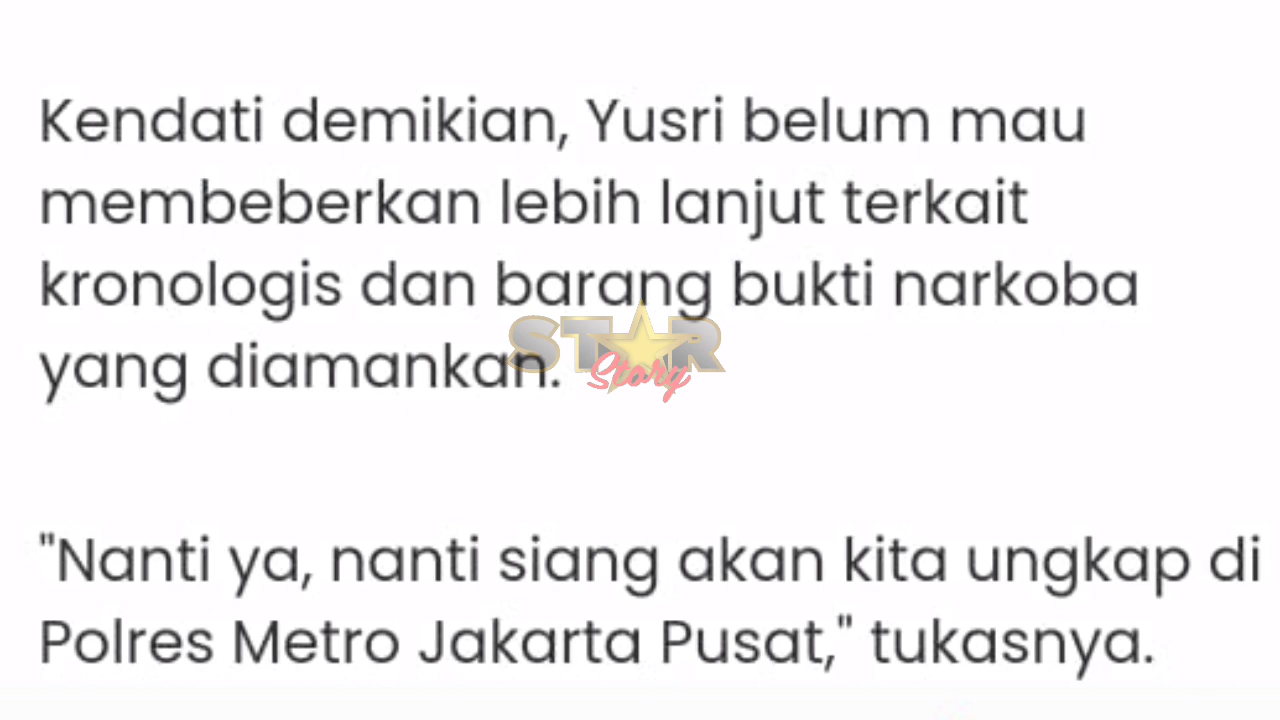 Kendati demikian, Yusri belum mau
membeberkan lebih lanjut terkait
kronologis dan barang bukti narkoba
yang diamankan.
STAR
Story
"Nanti ya, nanti siang akan kita ungkap di
Polres Metro Jakarta Pusat," tukasnya.